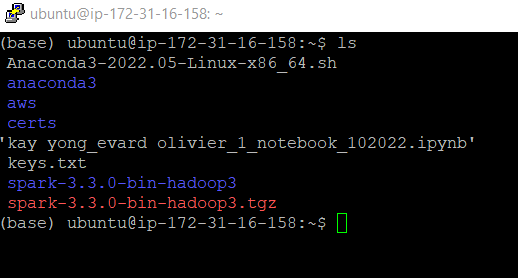 ubuntu@ip-172-31-16-158: ~
(base) ubuntu@ip-172-31-16-158:~$ ls
Anaconda3-2022.05-Linux-x86_64.sh
anaconda3
aws
certs
'kay yong_evard olivier_1_notebook_102022.ipynb'
keys.txt
spark-3.3.0-bin-hadoop3
spark-3.3.0-bin-hadoop3.tgz
(base) ubuntu@ip-172-31-16-158:~$